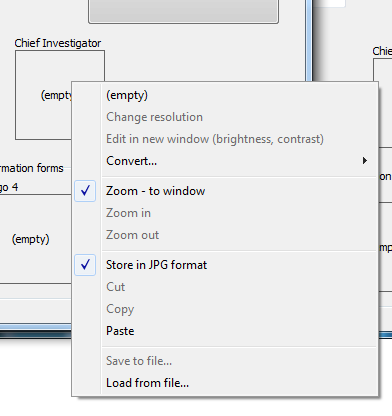 Chief Investigator
Chie
(empty
(empty)
Change resolution
Edit in new window (brightness, contrast)
Convert...
rmation forms
go 4
Zoom - to window
Zoom in
Zoom out
(empty)
Store in JPG format
Cut
Copy
Paste
Save to file...
Load from file...